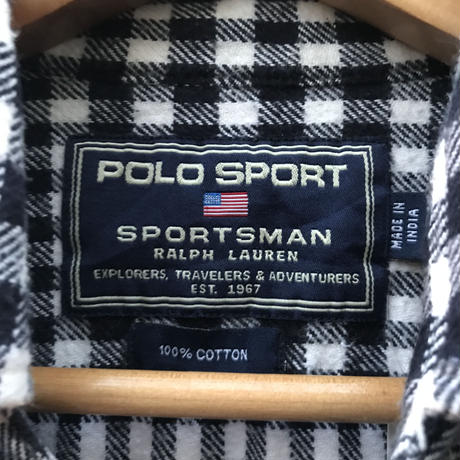 POLO SPORT
SPORTSMAN
RALPH LAUREN
EXPLORERS, TRAVELERS & ADVENTURERS
EST. 1967
MADE IN
INDIA
100% COTTON